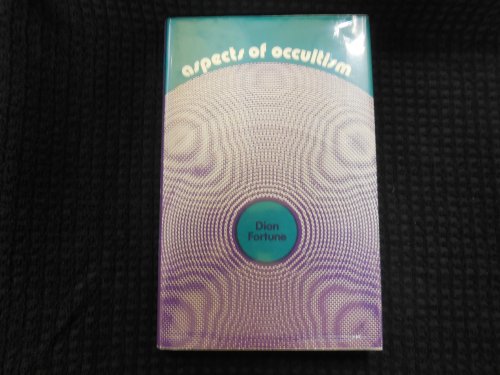 aspects of occultism
Dion
Fortune